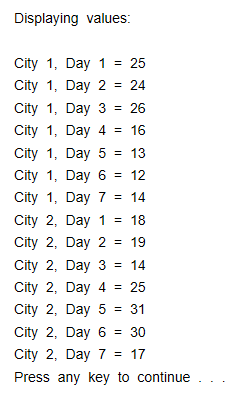 Displaying values:
City 1, Day 1 = 25
City 1, Day 2 = 24
City 1, Day 3 = 26
City 1, Day 4 = 16
City 1, Day 5 = 13
City 1, Day 6 = 12
City 1, Day 7 = 14
City 2, Day 1 = 18
City 2, Day 2 = 19
City 2, Day 3 = 14
City 2, Day 4 = 25
City 2, Day 5 = 31
City 2, Day 6 = 30
City 2, Day 7 = 17
Press any key to continue . . .